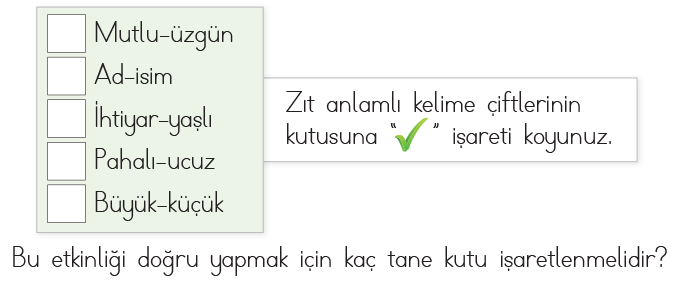 Mutlu-üzgün
Ad-isim
İhtiyar-yaşlı
Pahalı-ucuz
Büyük-küçük
Zıt anlamlı kelime çiftlerinin
kutusuna “✓” işareti koyunuz.
Bu etkinliği doğru yapmak için kaç tane kutu işaretlenmelidir?